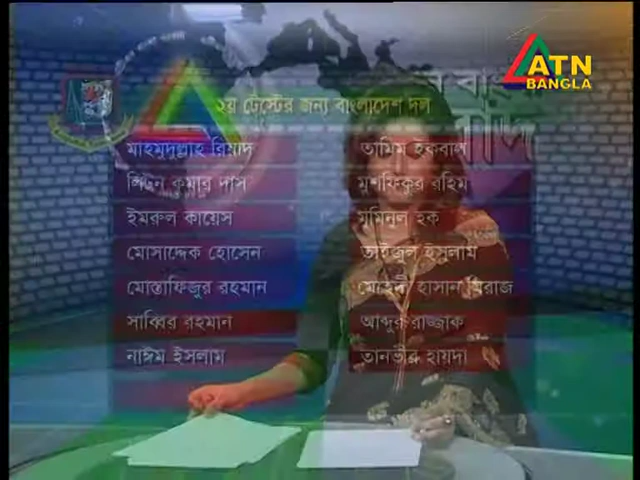 ATN
BANGLA
২য় টেস্টের জন্য বাংলাদেশ দল
মাহমুদুল্লাহ রিয়াদ
তামিম ইকবাল
লিটন কুমার দাস
মুশফিকুর রহিম
ইমরুল কায়েস
মুমিনুল হক
মোসাদ্দেক হোসেন
তাইজুল ইসলাম
মোস্তাফিজুর রহমান
মেহেদী হাসান মিরাজ
সাব্বির রহমান
আব্দুর রাজ্জাক
নাঈম ইসলাম
তানভীর হায়দা